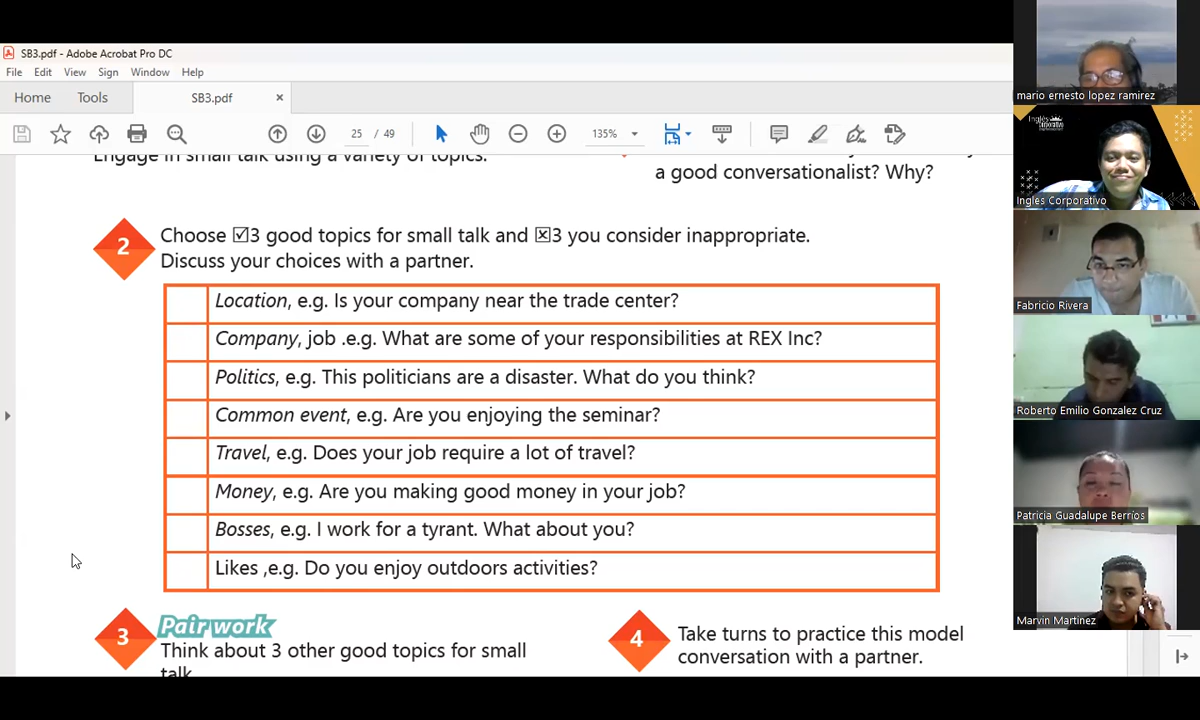 SB3.pdf - Adobe Acrobat Pro DC
File Edit View Sign Window Help
Home Tools SB3.pdf ×
25 / 49 135%
Engage in small talk using a variety of topics.
a good conversationalist? Why?
2
Choose ☑3 good topics for small talk and ☒3 you consider inappropriate.
Discuss your choices with a partner.
Location, e.g. Is your company near the trade center?
Company, job .e.g. What are some of your responsibilities at REX Inc?
Politics, e.g. This politicians are a disaster. What do you think?
Common event, e.g. Are you enjoying the seminar?
Travel, e.g. Does your job require a lot of travel?
Money, e.g. Are you making good money in your job?
Bosses, e.g. I work for a tyrant. What about you?
Likes ,e.g. Do you enjoy outdoors activities?
3
Pair work
Think about 3 other good topics for small
talk.
4
Take turns to practice this model
conversation with a partner.
mario ernesto lopez ramirez
Inglés
Corporativo
Ingles Corporativo
Fabricio Rivera
Roberto Emilio Gonzalez Cruz
Patricia Guadalupe Berrios
Marvin Martinez